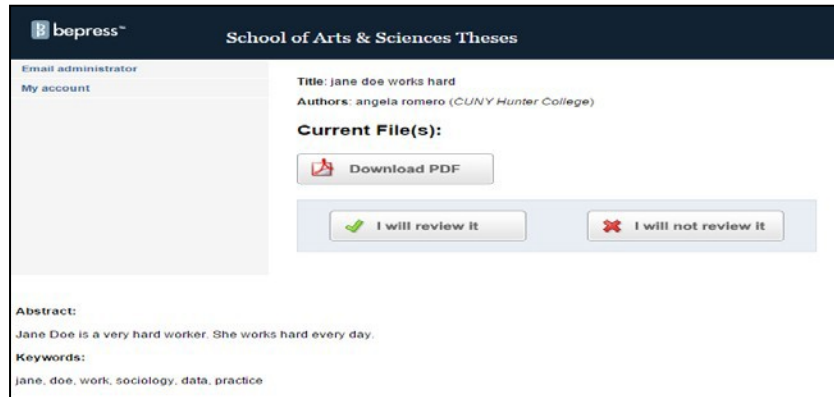 bepress™
School of Arts & Sciences Theses
Email administrator
My account
Title: jane doe works hard
Authors: angela romero (CUNY Hunter College)
Current File(s):
Download PDF
I will review it
I will not review it
Abstract:
Jane Doe is a very hard worker. She works hard every day.
Keywords:
jane, doe, work, sociology, data, practice